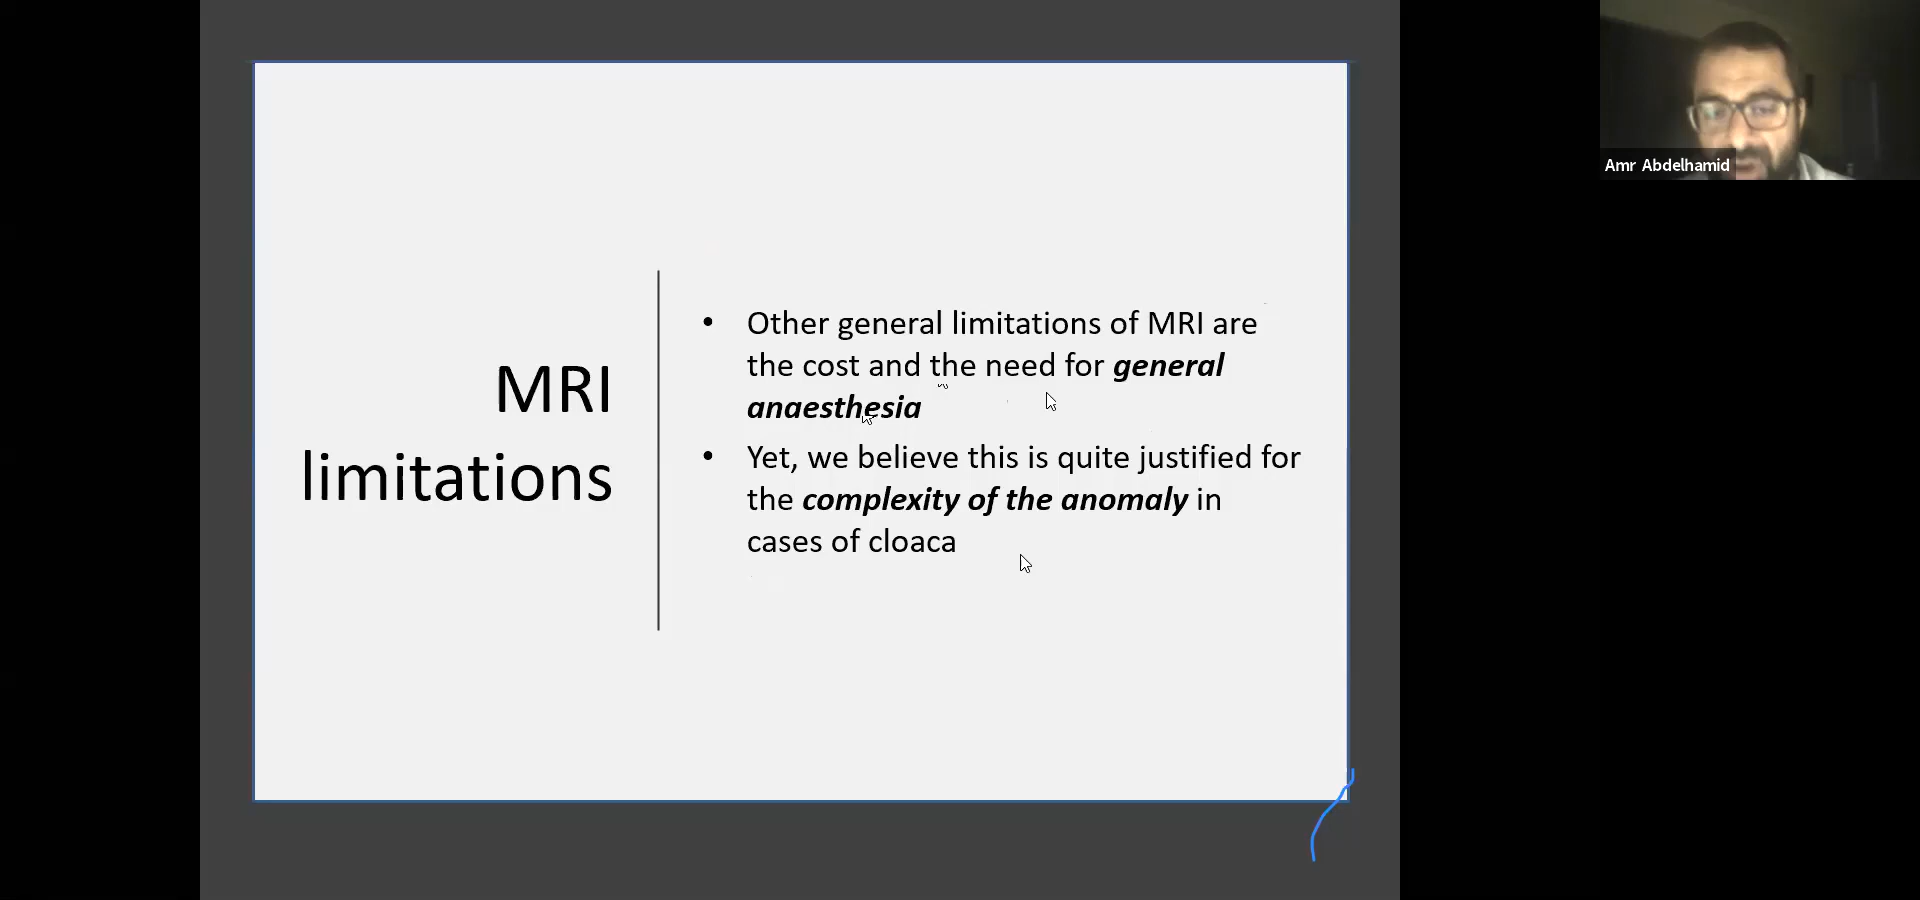 MRI
limitations
• Other general limitations of MRI are
the cost and the need for general
anaesthesia
• Yet, we believe this is quite justified for
the complexity of the anomaly in
cases of cloaca
Amr Abdelhamid